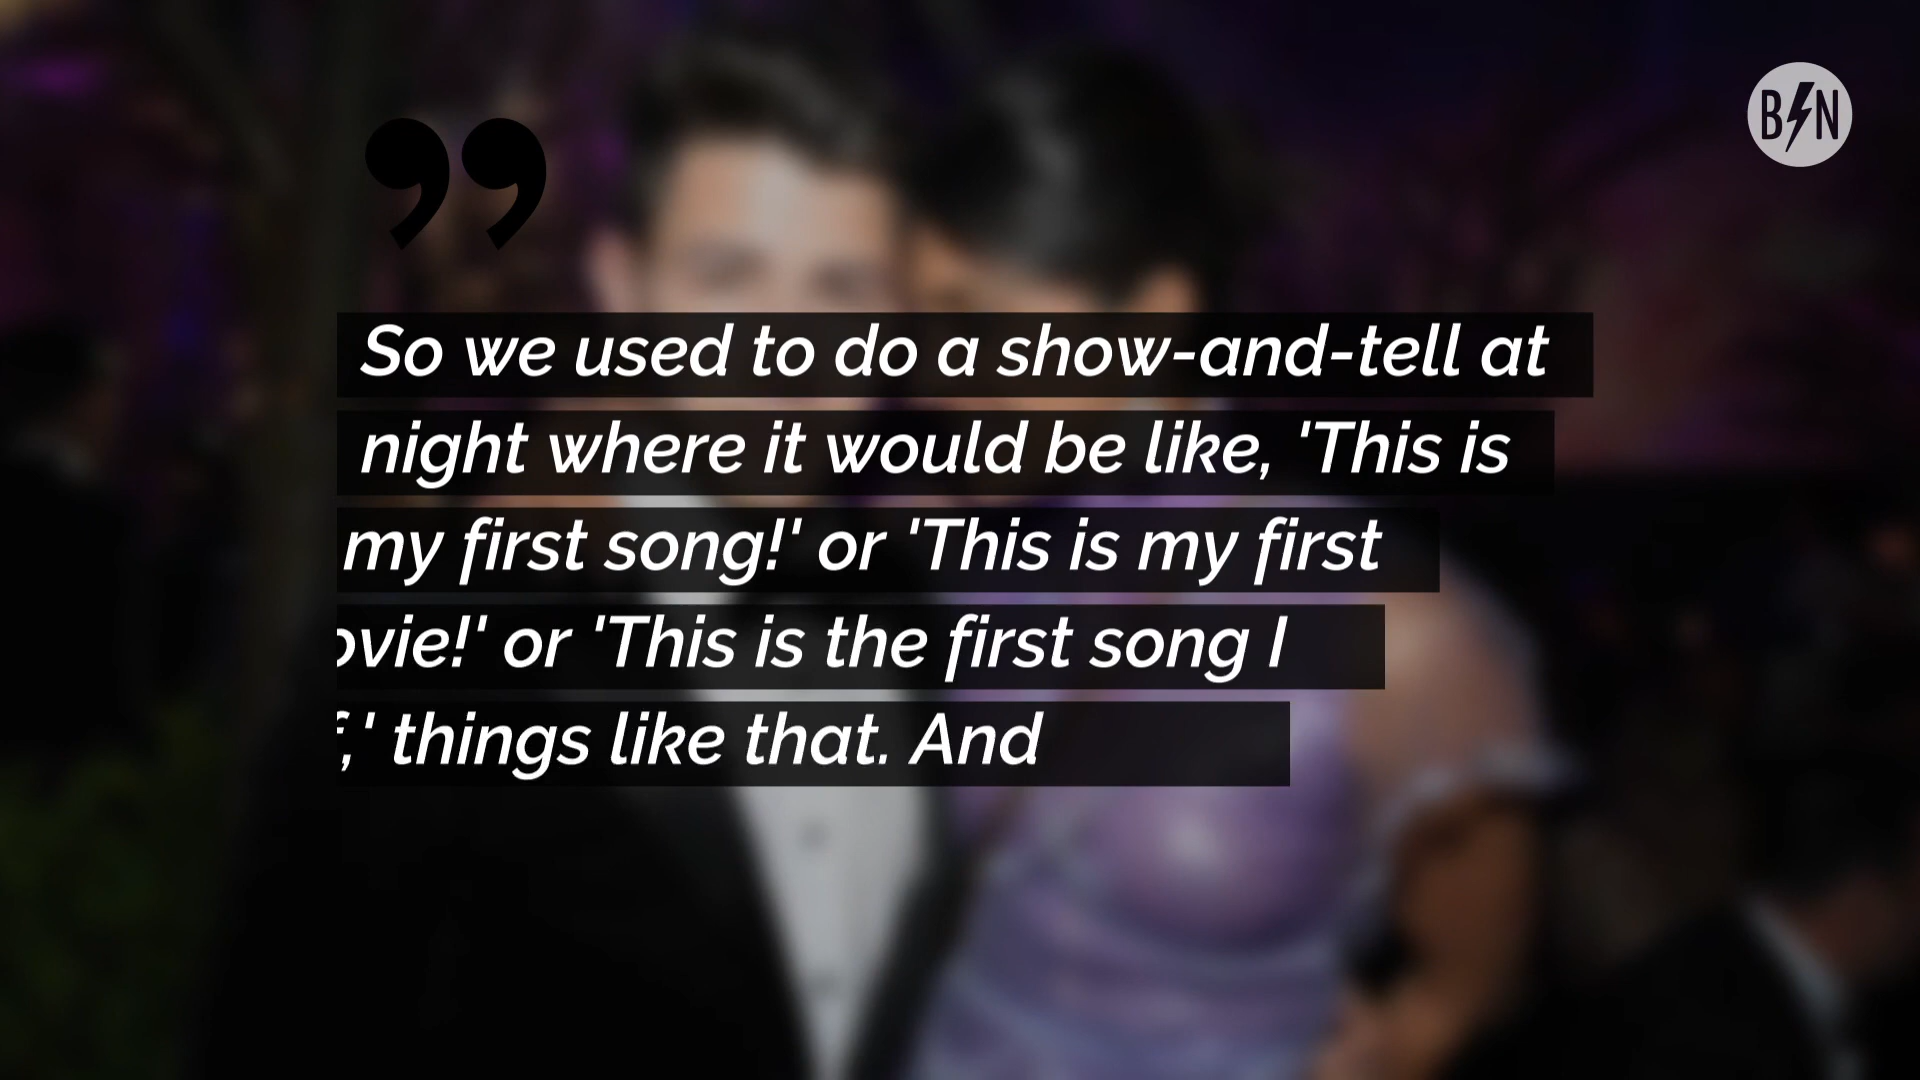 B N
So we used to do a show-and-tell at
night where it would be like, 'This is
my first song!' or 'This is my first
ovie!' or 'This is the first song I
,' things like that. And